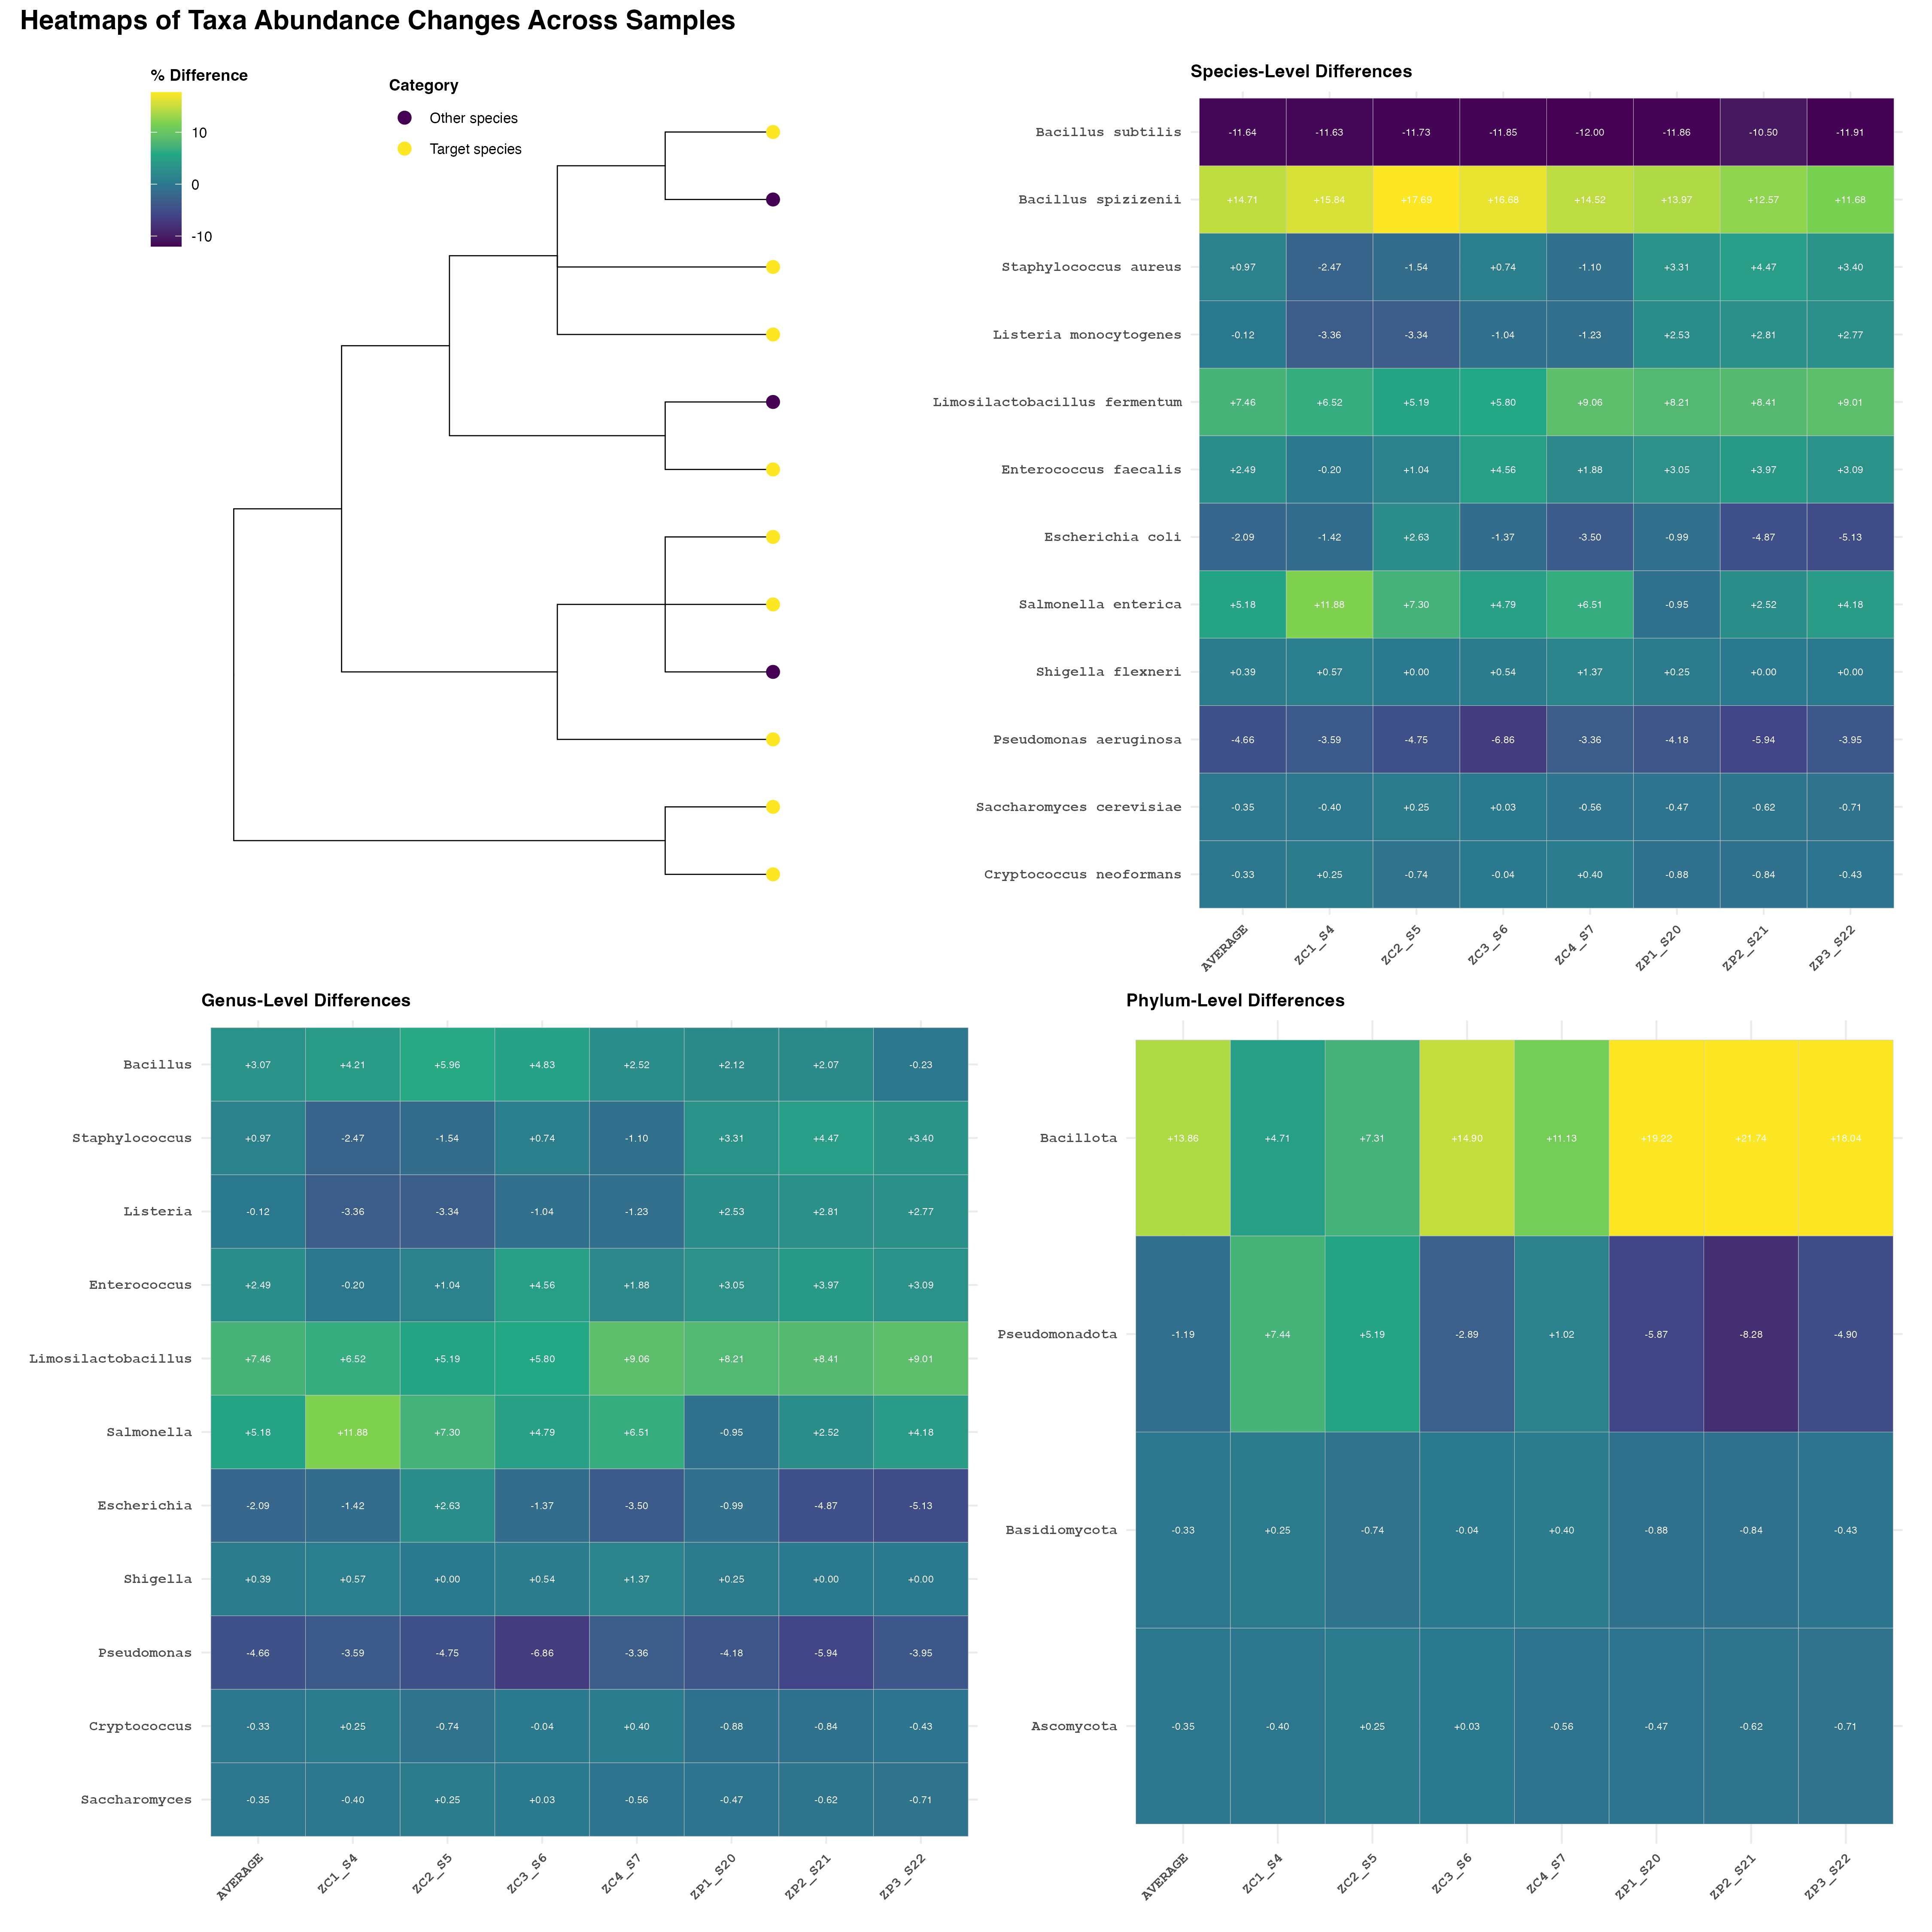 Heatmaps of Taxa Abundance Changes Across Samples
% Difference
10
0
-10
Category
Other species
Target species
Species-Level Differences
Bacillus subtilis -11.64 -11.63 -11.73 -11.85 -12.00 -11.86 -10.50 -11.91
Bacillus spizizenii +14.71 +15.84 +17.69 +16.68 +14.52 +13.97 +12.57 +11.68
Staphylococcus aureus +0.97 -2.47 -1.54 +0.74 -1.10 +3.31 +4.47 +3.40
Listeria monocytogenes -0.12 -3.36 -3.34 -1.04 -1.23 +2.53 +2.81 +2.77
Limosilactobacillus fermentum +7.46 +6.52 +5.19 +5.80 +9.06 +8.21 +8.41 +9.01
Enterococcus faecalis +2.49 -0.20 +1.04 +4.56 +1.88 +3.05 +3.97 +3.09
Escherichia coli -2.09 -1.42 +2.63 -1.37 -3.50 -0.99 -4.87 -5.13
Salmonella enterica +5.18 +11.88 +7.30 +4.79 +6.51 -0.95 +2.52 +4.18
Shigella flexneri +0.39 +0.57 +0.00 +0.54 +1.37 +0.25 +0.00 +0.00
Pseudomonas aeruginosa -4.66 -3.59 -4.75 -6.86 -3.36 -4.18 -5.94 -3.95
Saccharomyces cerevisiae -0.35 -0.40 +0.25 +0.03 -0.56 -0.47 -0.62 -0.71
Cryptococcus neoformans -0.33 +0.25 -0.74 -0.04 +0.40 -0.88 -0.84 -0.43
AVERAGE ZC1_S4 ZC2_S5 ZC3_S6 ZC4_S7 ZP1_S20 ZP2_S21 ZP3_S22
Genus-Level Differences
Bacillus +3.07 +4.21 +5.96 +4.83 +2.52 +2.12 +2.07 -0.23
Staphylococcus +0.97 -2.47 -1.54 +0.74 -1.10 +3.31 +4.47 +3.40
Listeria -0.12 -3.36 -3.34 -1.04 -1.23 +2.53 +2.81 +2.77
Enterococcus +2.49 -0.20 +1.04 +4.56 +1.88 +3.05 +3.97 +3.09
Limosilactobacillus +7.46 +6.52 +5.19 +5.80 +9.06 +8.21 +8.41 +9.01
Salmonella +5.18 +11.88 +7.30 +4.79 +6.51 -0.95 +2.52 +4.18
Escherichia -2.09 -1.42 +2.63 -1.37 -3.50 -0.99 -4.87 -5.13
Shigella +0.39 +0.57 +0.00 +0.54 +1.37 +0.25 +0.00 +0.00
Pseudomonas -4.66 -3.59 -4.75 -6.86 -3.36 -4.18 -5.94 -3.95
Cryptococcus -0.33 +0.25 -0.74 -0.04 +0.40 -0.88 -0.84 -0.43
Saccharomyces -0.35 -0.40 +0.25 +0.03 -0.56 -0.47 -0.62 -0.71
AVERAGE ZC1_S4 ZC2_S5 ZC3_S6 ZC4_S7 ZP1_S20 ZP2_S21 ZP3_S22
Phylum-Level Differences
Bacillota +13.86 +4.71 +7.31 +14.90 +11.13 +19.22 +21.74 +18.04
Pseudomonadota -1.19 +7.44 +5.19 -2.89 +1.02 -5.87 -8.28 -4.90
Basidiomycota -0.33 +0.25 -0.74 -0.04 +0.40 -0.88 -0.84 -0.43
Ascomycota -0.35 -0.40 +0.25 +0.03 -0.56 -0.47 -0.62 -0.71
AVERAGE ZC1_S4 ZC2_S5 ZC3_S6 ZC4_S7 ZP1_S20 ZP2_S21 ZP3_S22